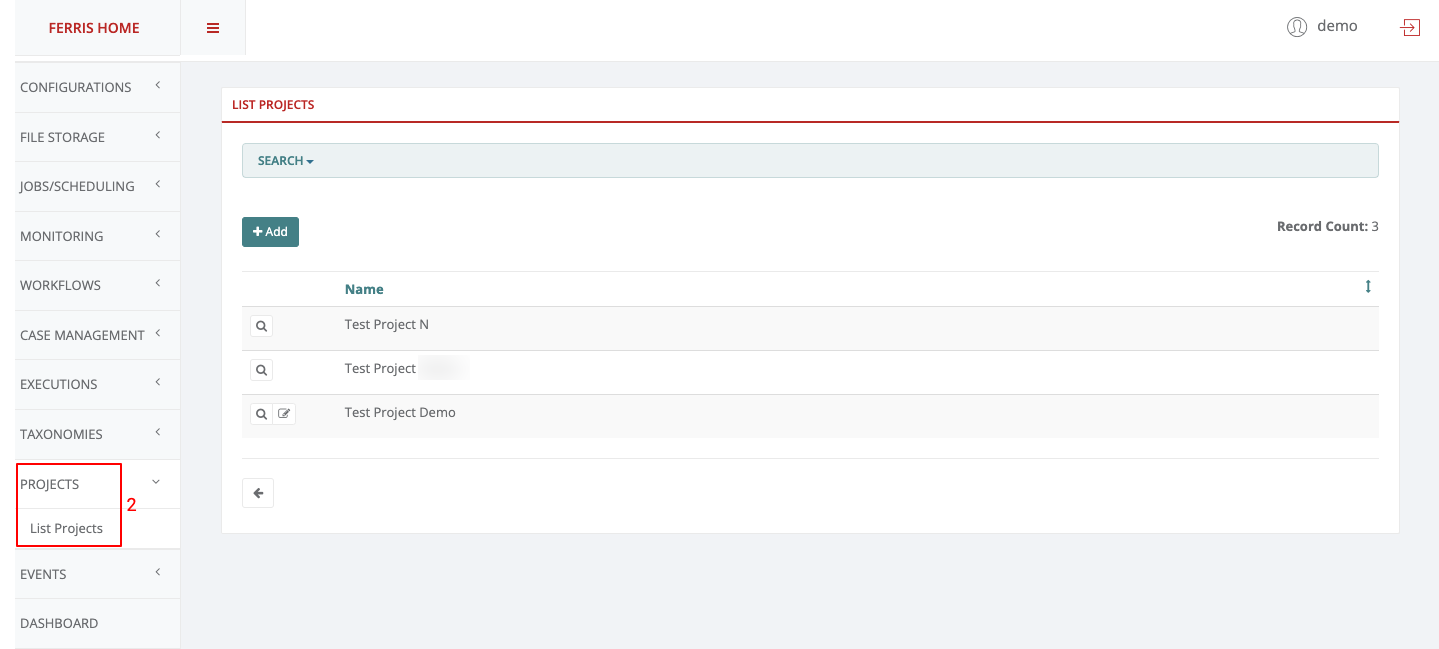 FERRIS HOME
demo
CONFIGURATIONS
FILE STORAGE
JOBS/SCHEDULING
MONITORING
WORKFLOWS
CASE MANAGEMENT
EXECUTIONS
TAXONOMIES
PROJECTS
2
List Projects
EVENTS
DASHBOARD
LIST PROJECTS
SEARCH
Add
Record Count: 3
Name
Test Project N
Test Project
Test Project Demo